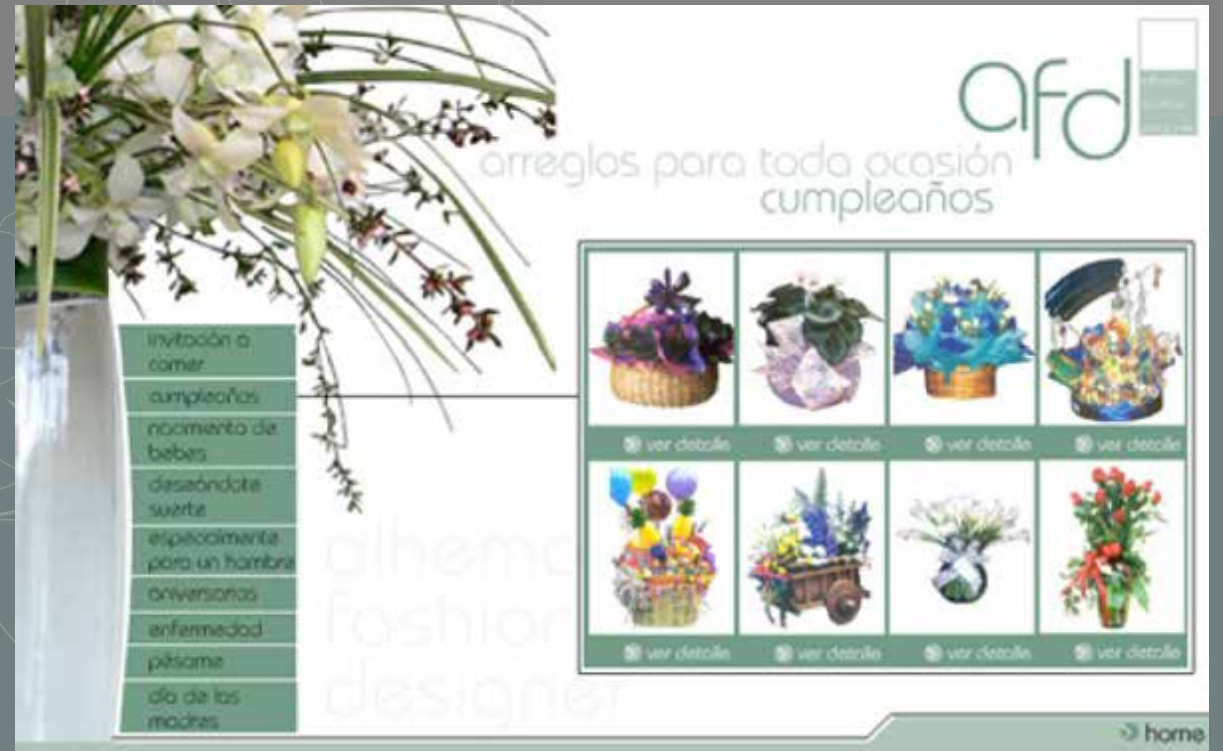 afd
arreglos para toda ocasión
cumpleaños
invitación a
comer
cumpleaños
nacimiento de
bebes
deseándote
suerte
especialmente
para un hombre
aniversarios
enfermedad
pésame
día de las
madres
ver detalle
ver detalle
ver detalle
ver detalle
ver detalle
ver detalle
ver detalle
ver detalle
fashion
designer
home